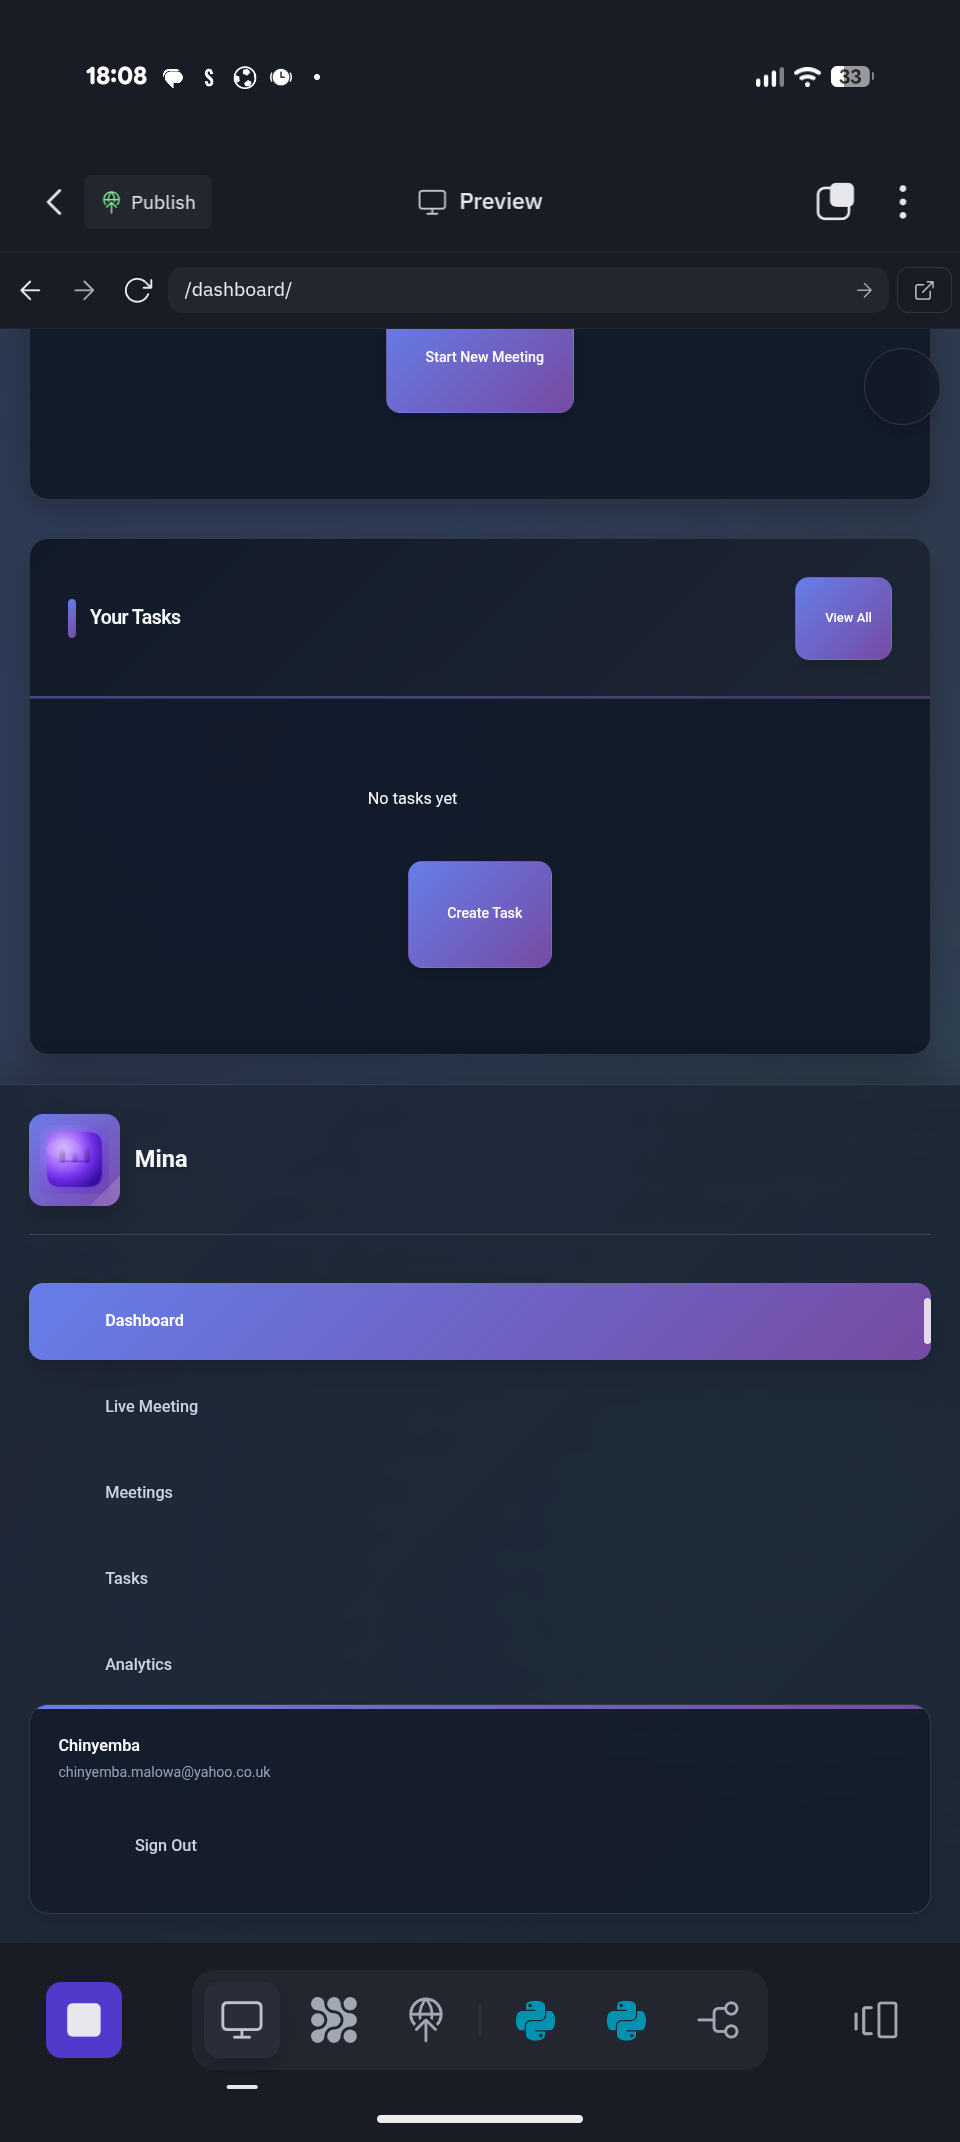 18:08
33
Publish
Preview
/dashboard/
Start New Meeting
Your Tasks
View All
No tasks yet
Create Task
Mina
Dashboard
Live Meeting
Meetings
Tasks
Analytics
Chinyemba
chinyemba.malowa@yahoo.co.uk
Sign Out